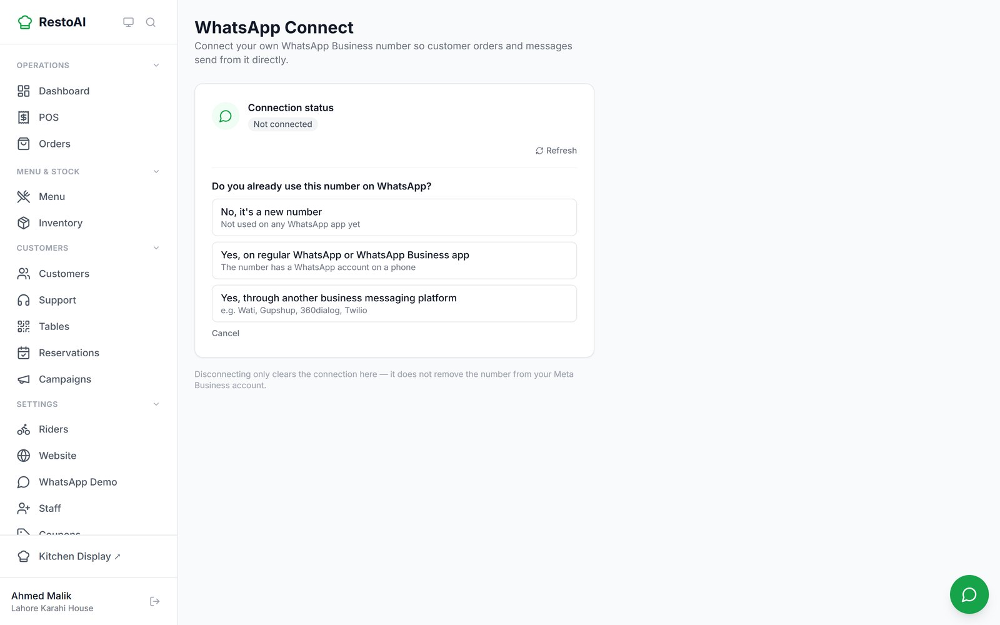 RestoAI
OPERATIONS
Dashboard
POS
Orders
MENU & STOCK
Menu
Inventory
CUSTOMERS
Customers
Support
Tables
Reservations
Campaigns
SETTINGS
Riders
Website
WhatsApp Demo
Staff
Coupons
Kitchen Display ↗
Ahmed Malik
Lahore Karahi House
WhatsApp Connect
Connect your own WhatsApp Business number so customer orders and messages
send from it directly.
Connection status
Not connected
Refresh
Do you already use this number on WhatsApp?
No, it's a new number
Not used on any WhatsApp app yet
Yes, on regular WhatsApp or WhatsApp Business app
The number has a WhatsApp account on a phone
Yes, through another business messaging platform
e.g. Wati, Gupshup, 360dialog, Twilio
Cancel
Disconnecting only clears the connection here — it does not remove the number from your Meta
Business account.